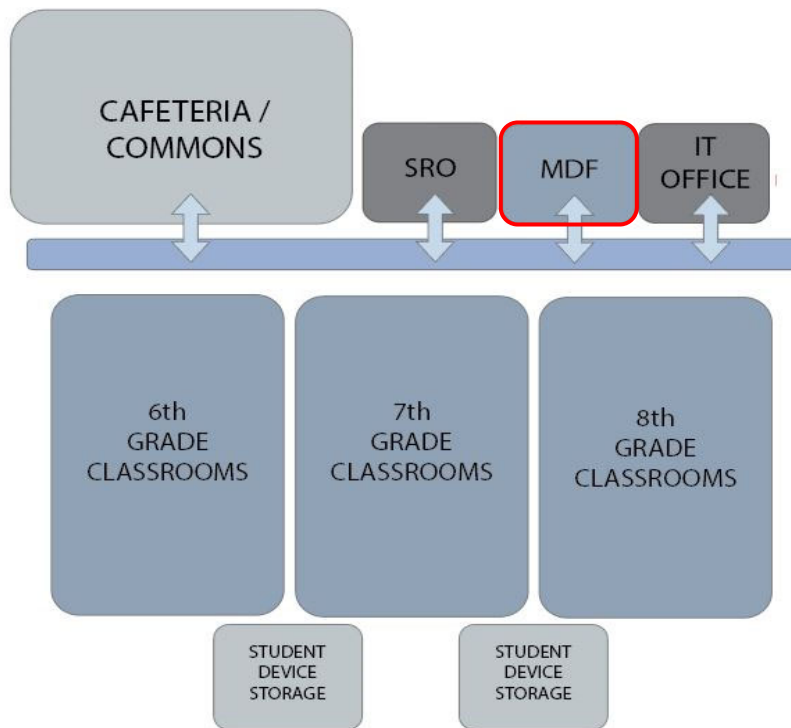 CAFETERIA /
COMMONS
SRO
MDF
IT
OFFICE
6th
GRADE
CLASSROOMS
7th
GRADE
CLASSROOMS
8th
GRADE
CLASSROOMS
STUDENT
DEVICE
STORAGE
STUDENT
DEVICE
STORAGE